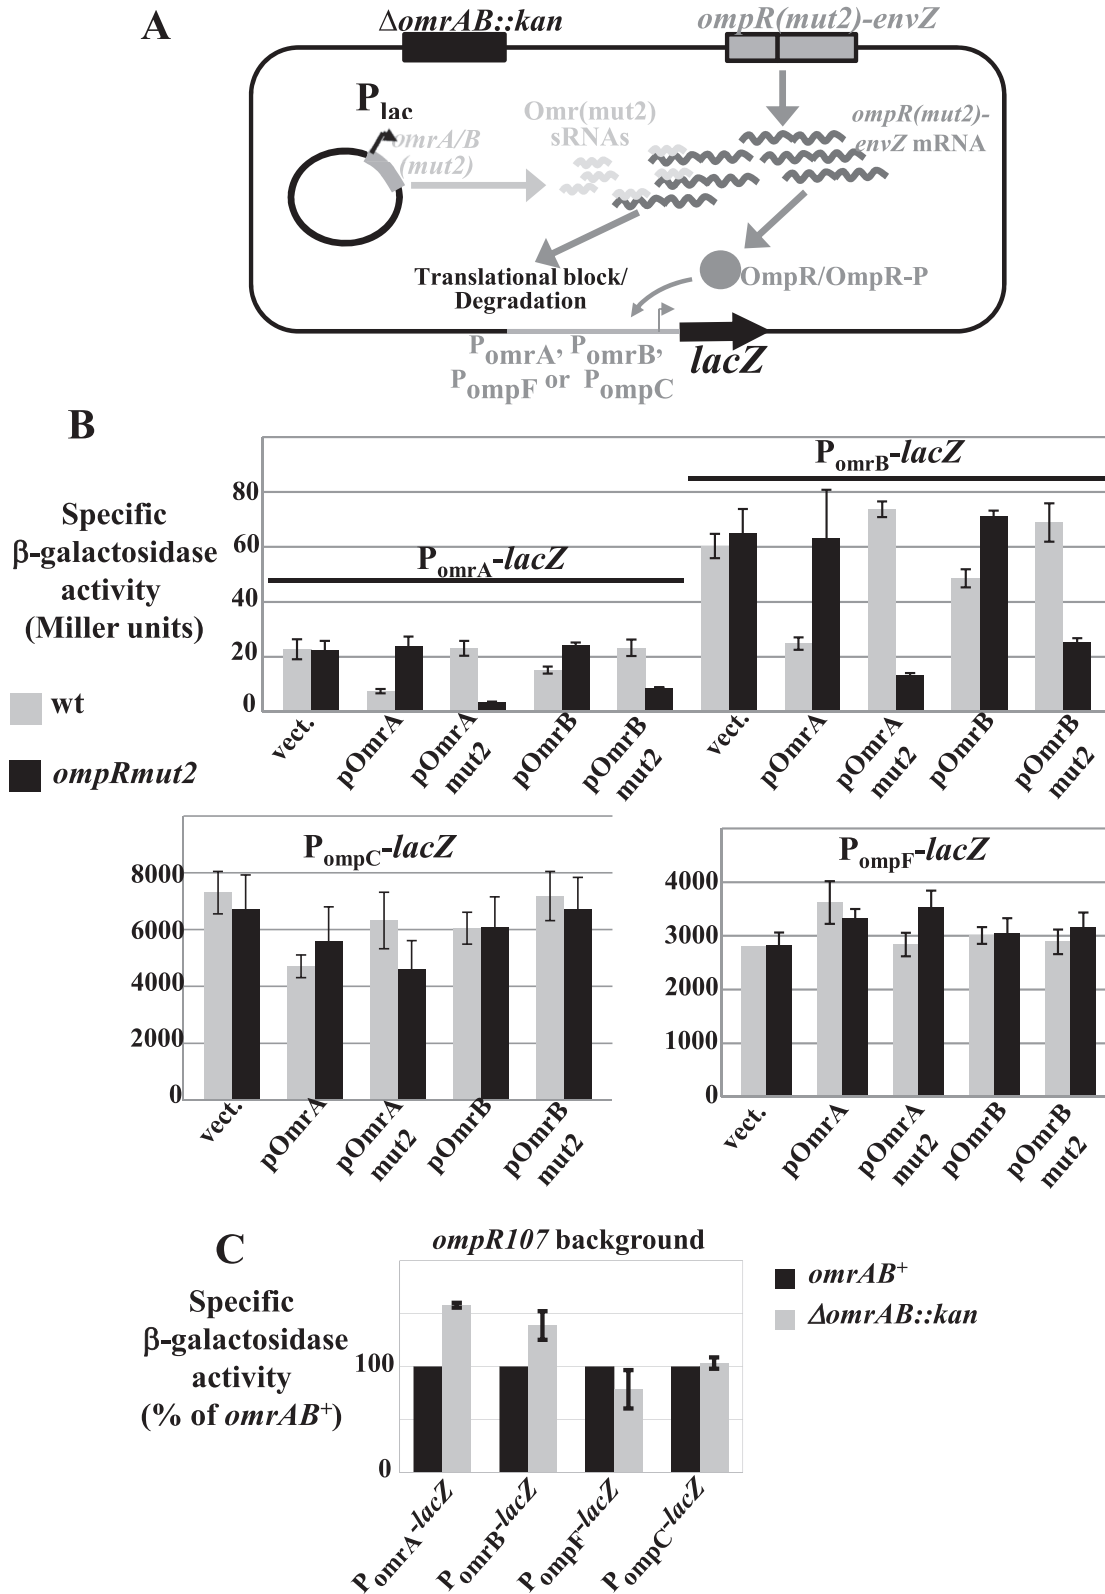 A
ΔomrAB::kan
ompR(mut2)-envZ
Plac
omrA/B
(mut2)
Omr(mut2)
sRNAs
ompR(mut2)-
envZ mRNA
Translational block/
Degradation
OmpR/OmpR-P
PomrA, PomrB,
PompF or PompC
lacZ
B
Specific
β-galactosidase
activity
(Miller units)
wt
ompRmut2
PomrA-lacZ
PomrB-lacZ
80
60
40
20
0
vect.
pOmrA
pOmrA
mut2
pOmrB
pOmrB
mut2
vect.
pOmrA
pOmrA
mut2
pOmrB
pOmrB
mut2
PompC-lacZ
8000
6000
4000
2000
0
vect.
pOmrA
pOmrA
mut2
pOmrB
pOmrB
mut2
PompF-lacZ
4000
3000
2000
1000
0
vect.
pOmrA
pOmrA
mut2
pOmrB
pOmrB
mut2
C
ompR107 background
Specific
β-galactosidase
activity
(% of omrAB+)
100
0
omrAB+
ΔomrAB::kan
PomrA-lacZ
PomrB-lacZ
PompF-lacZ
PompC-lacZ